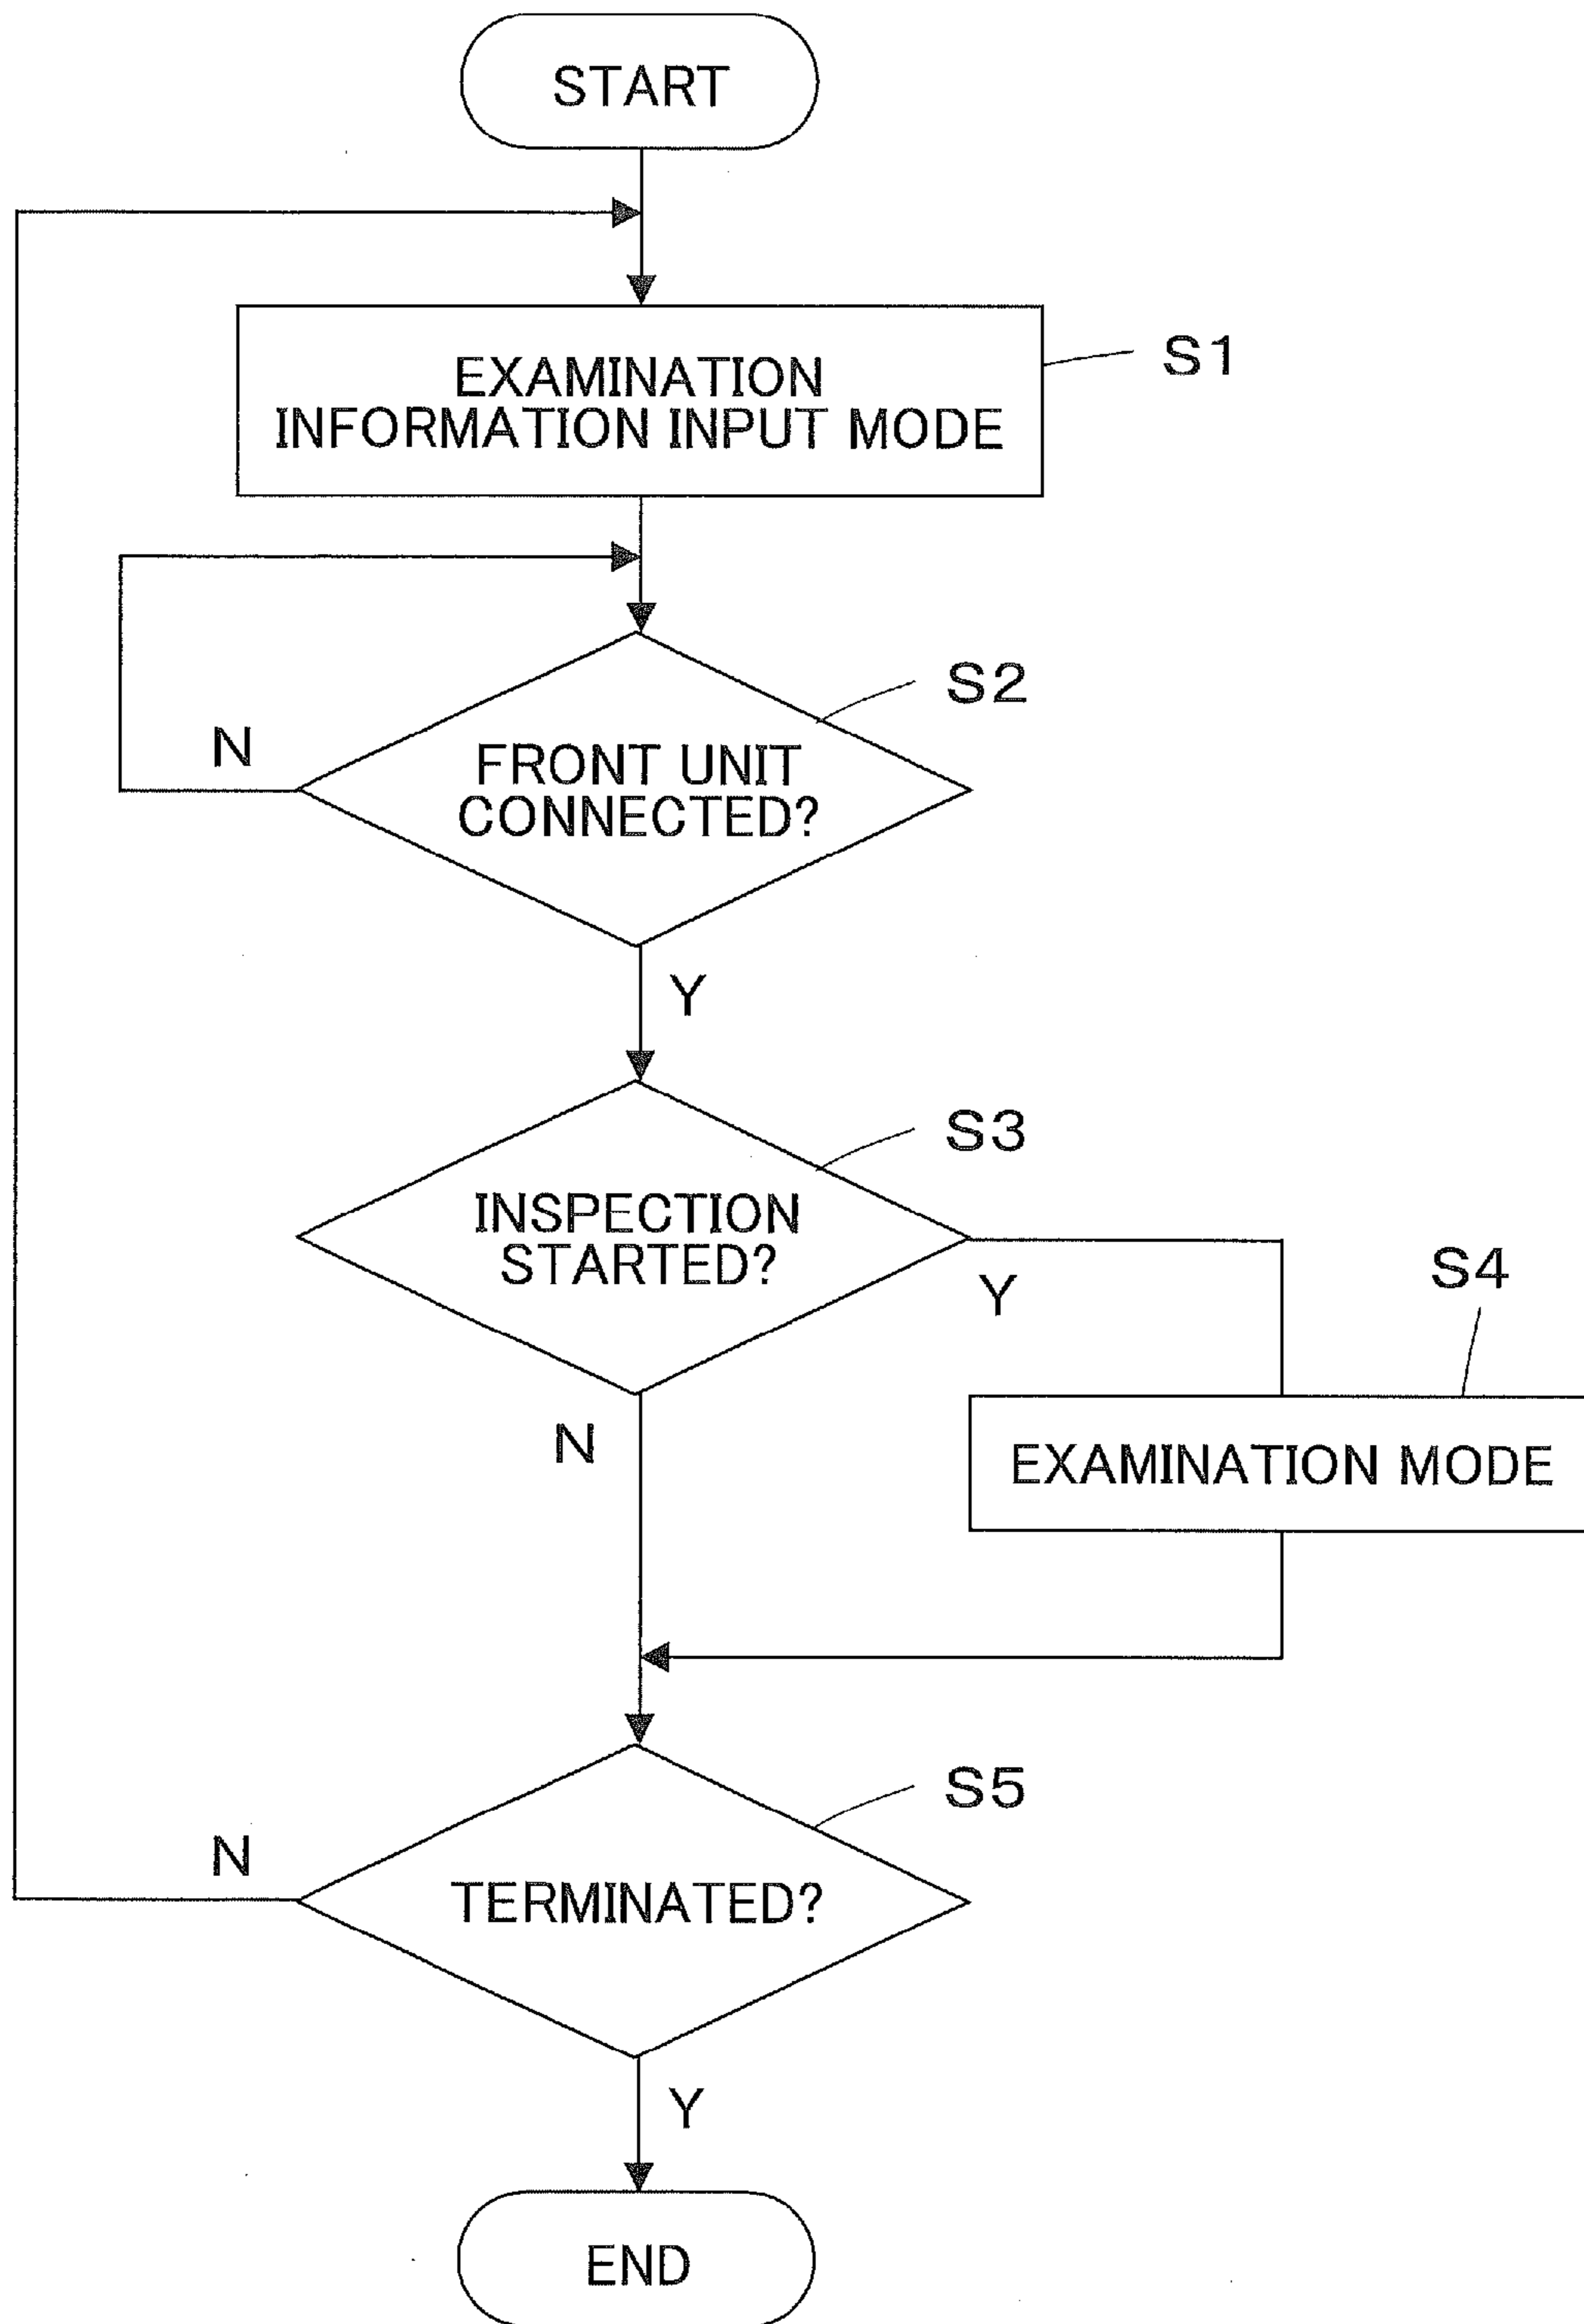 START
EXAMINATION
INFORMATION INPUT MODE
S1
S2
N
FRONT UNIT
CONNECTED?
Y
S3
INSPECTION
STARTED?
Y
S4
N
EXAMINATION MODE
S5
N
TERMINATED?
Y
END